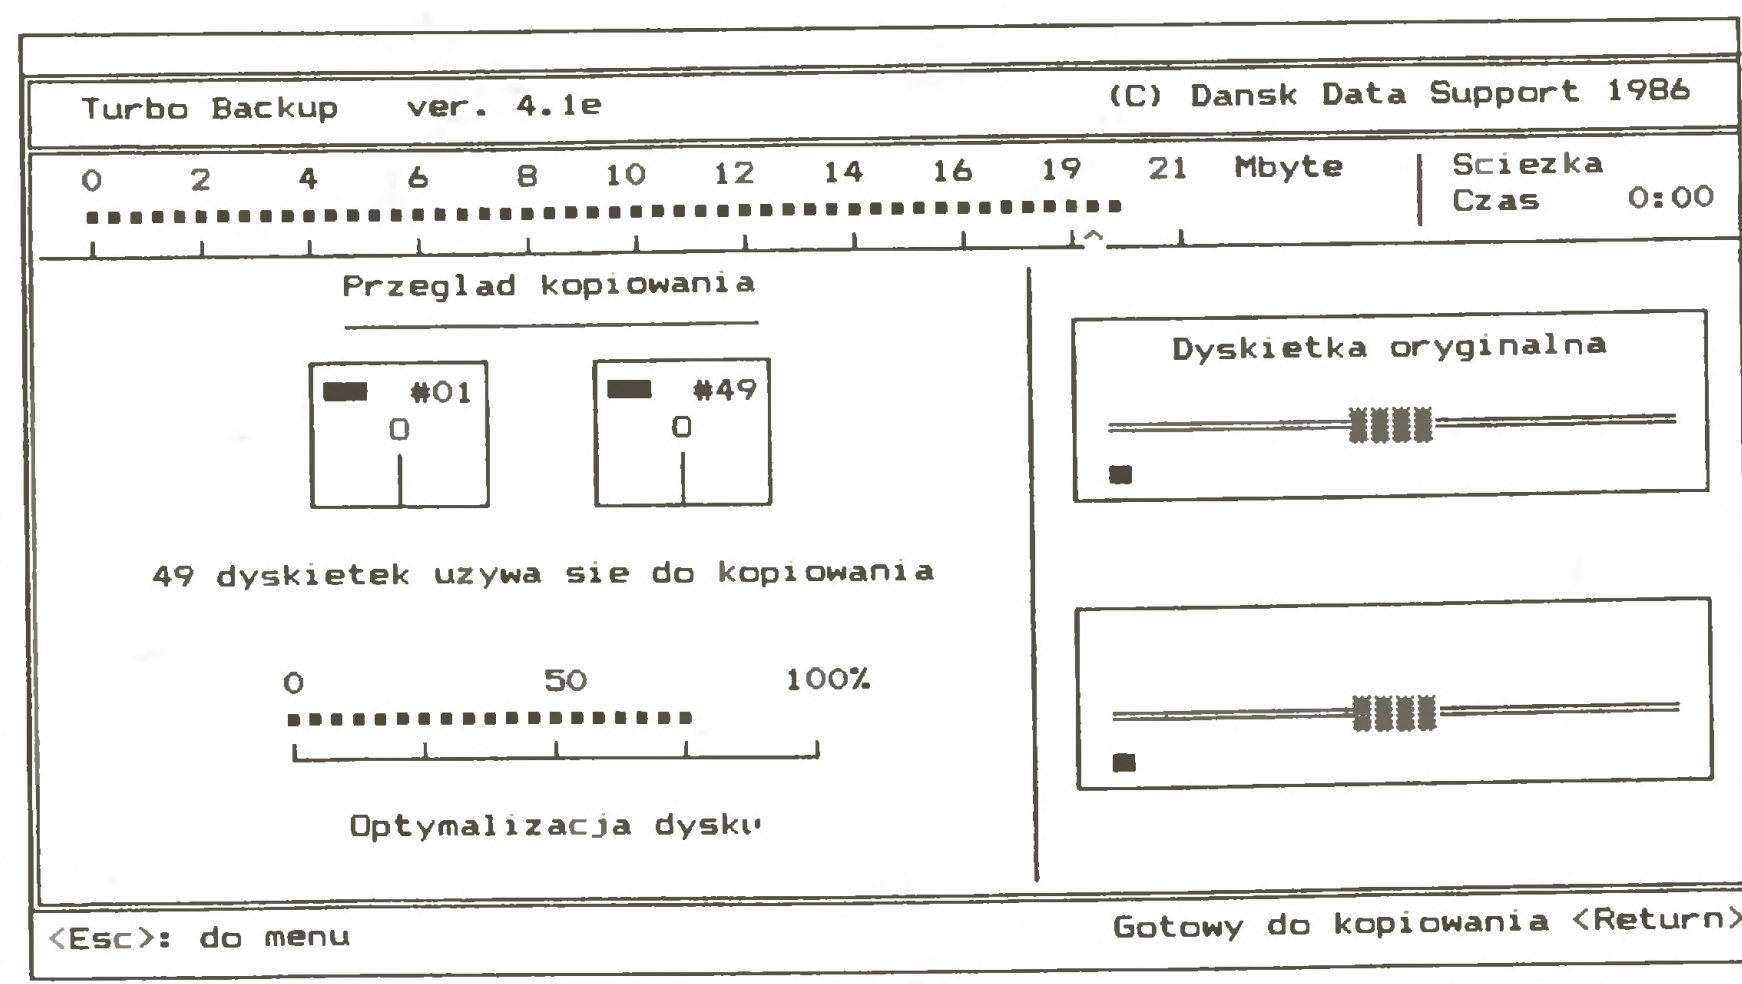 Turbo Backup ver. 4.1e (C) Dansk Data Support 1986
0 2 4 6 8 10 12 14 16 19 21 Mbyte Sciezka
Czas 0:00
Przeglad kopiowania
Dyskietka oryginalna
#01 #49
0 0
49 dyskietek uzywa sie do kopiowania
0 50 100%
Optymalizacja dysku
<Esc>: do menu Gotowy do kopiowania <Return>